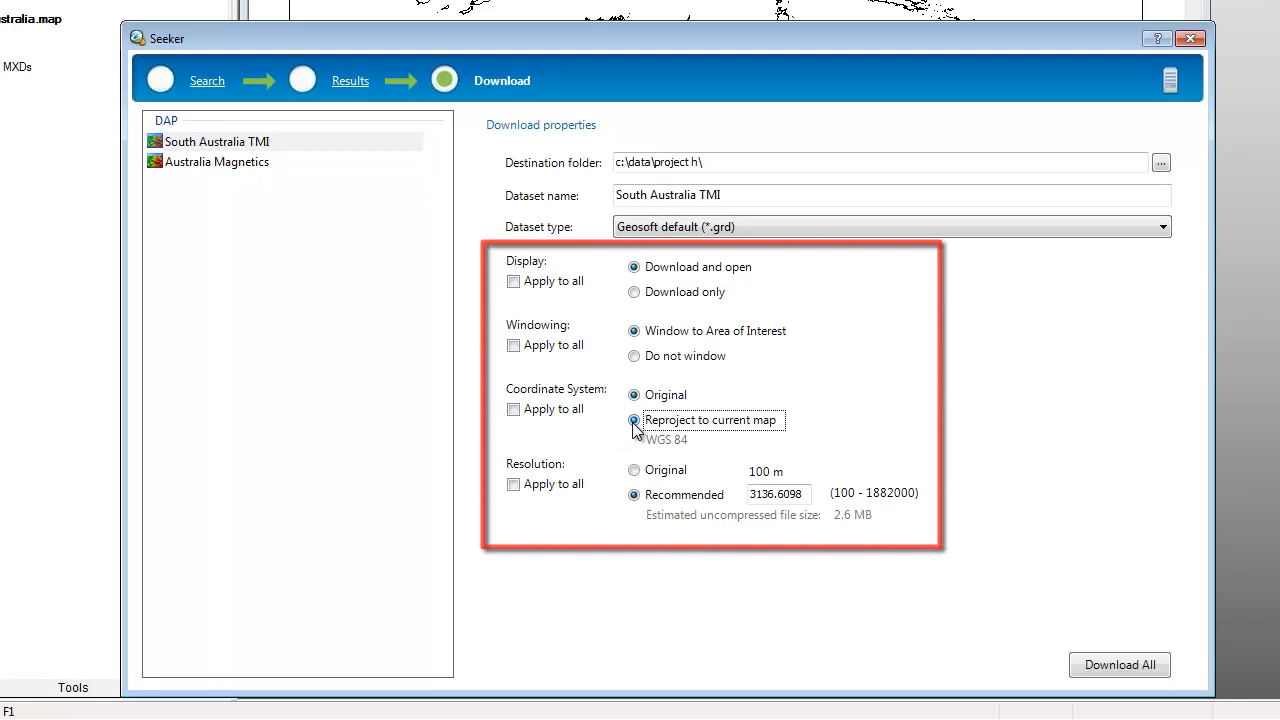 stralia.map
MXDs
Seeker
?
Search
Results
Download
DAP
South Australia TMI
Australia Magnetics
Download properties
Destination folder: c:\data\project h\ ...
Dataset name: South Australia TMI
Dataset type: Geosoft default (*.grd)
Display:
Apply to all
Download and open
Download only
Windowing:
Apply to all
Window to Area of Interest
Do not window
Coordinate System:
Apply to all
Original
Reproject to current map
WGS 84
Resolution:
Apply to all
Original 100 m
Recommended 3136.6098 (100 - 1882000)
Estimated uncompressed file size: 2.6 MB
Download All
Tools
F1